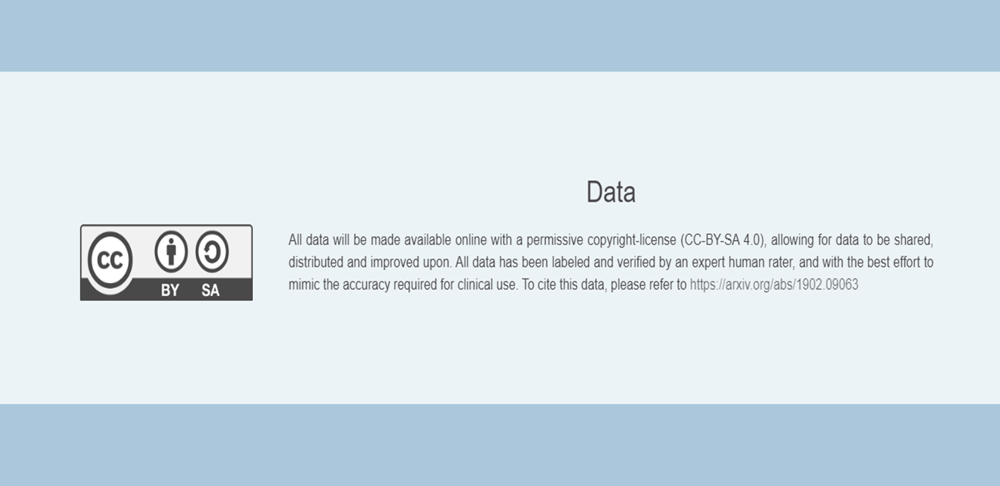 Data
CC
BY SA
All data will be made available online with a permissive copyright-license (CC-BY-SA 4.0), allowing for data to be shared,
distributed and improved upon. All data has been labeled and verified by an expert human rater, and with the best effort to
mimic the accuracy required for clinical use. To cite this data, please refer to https://arxiv.org/abs/1902.09063